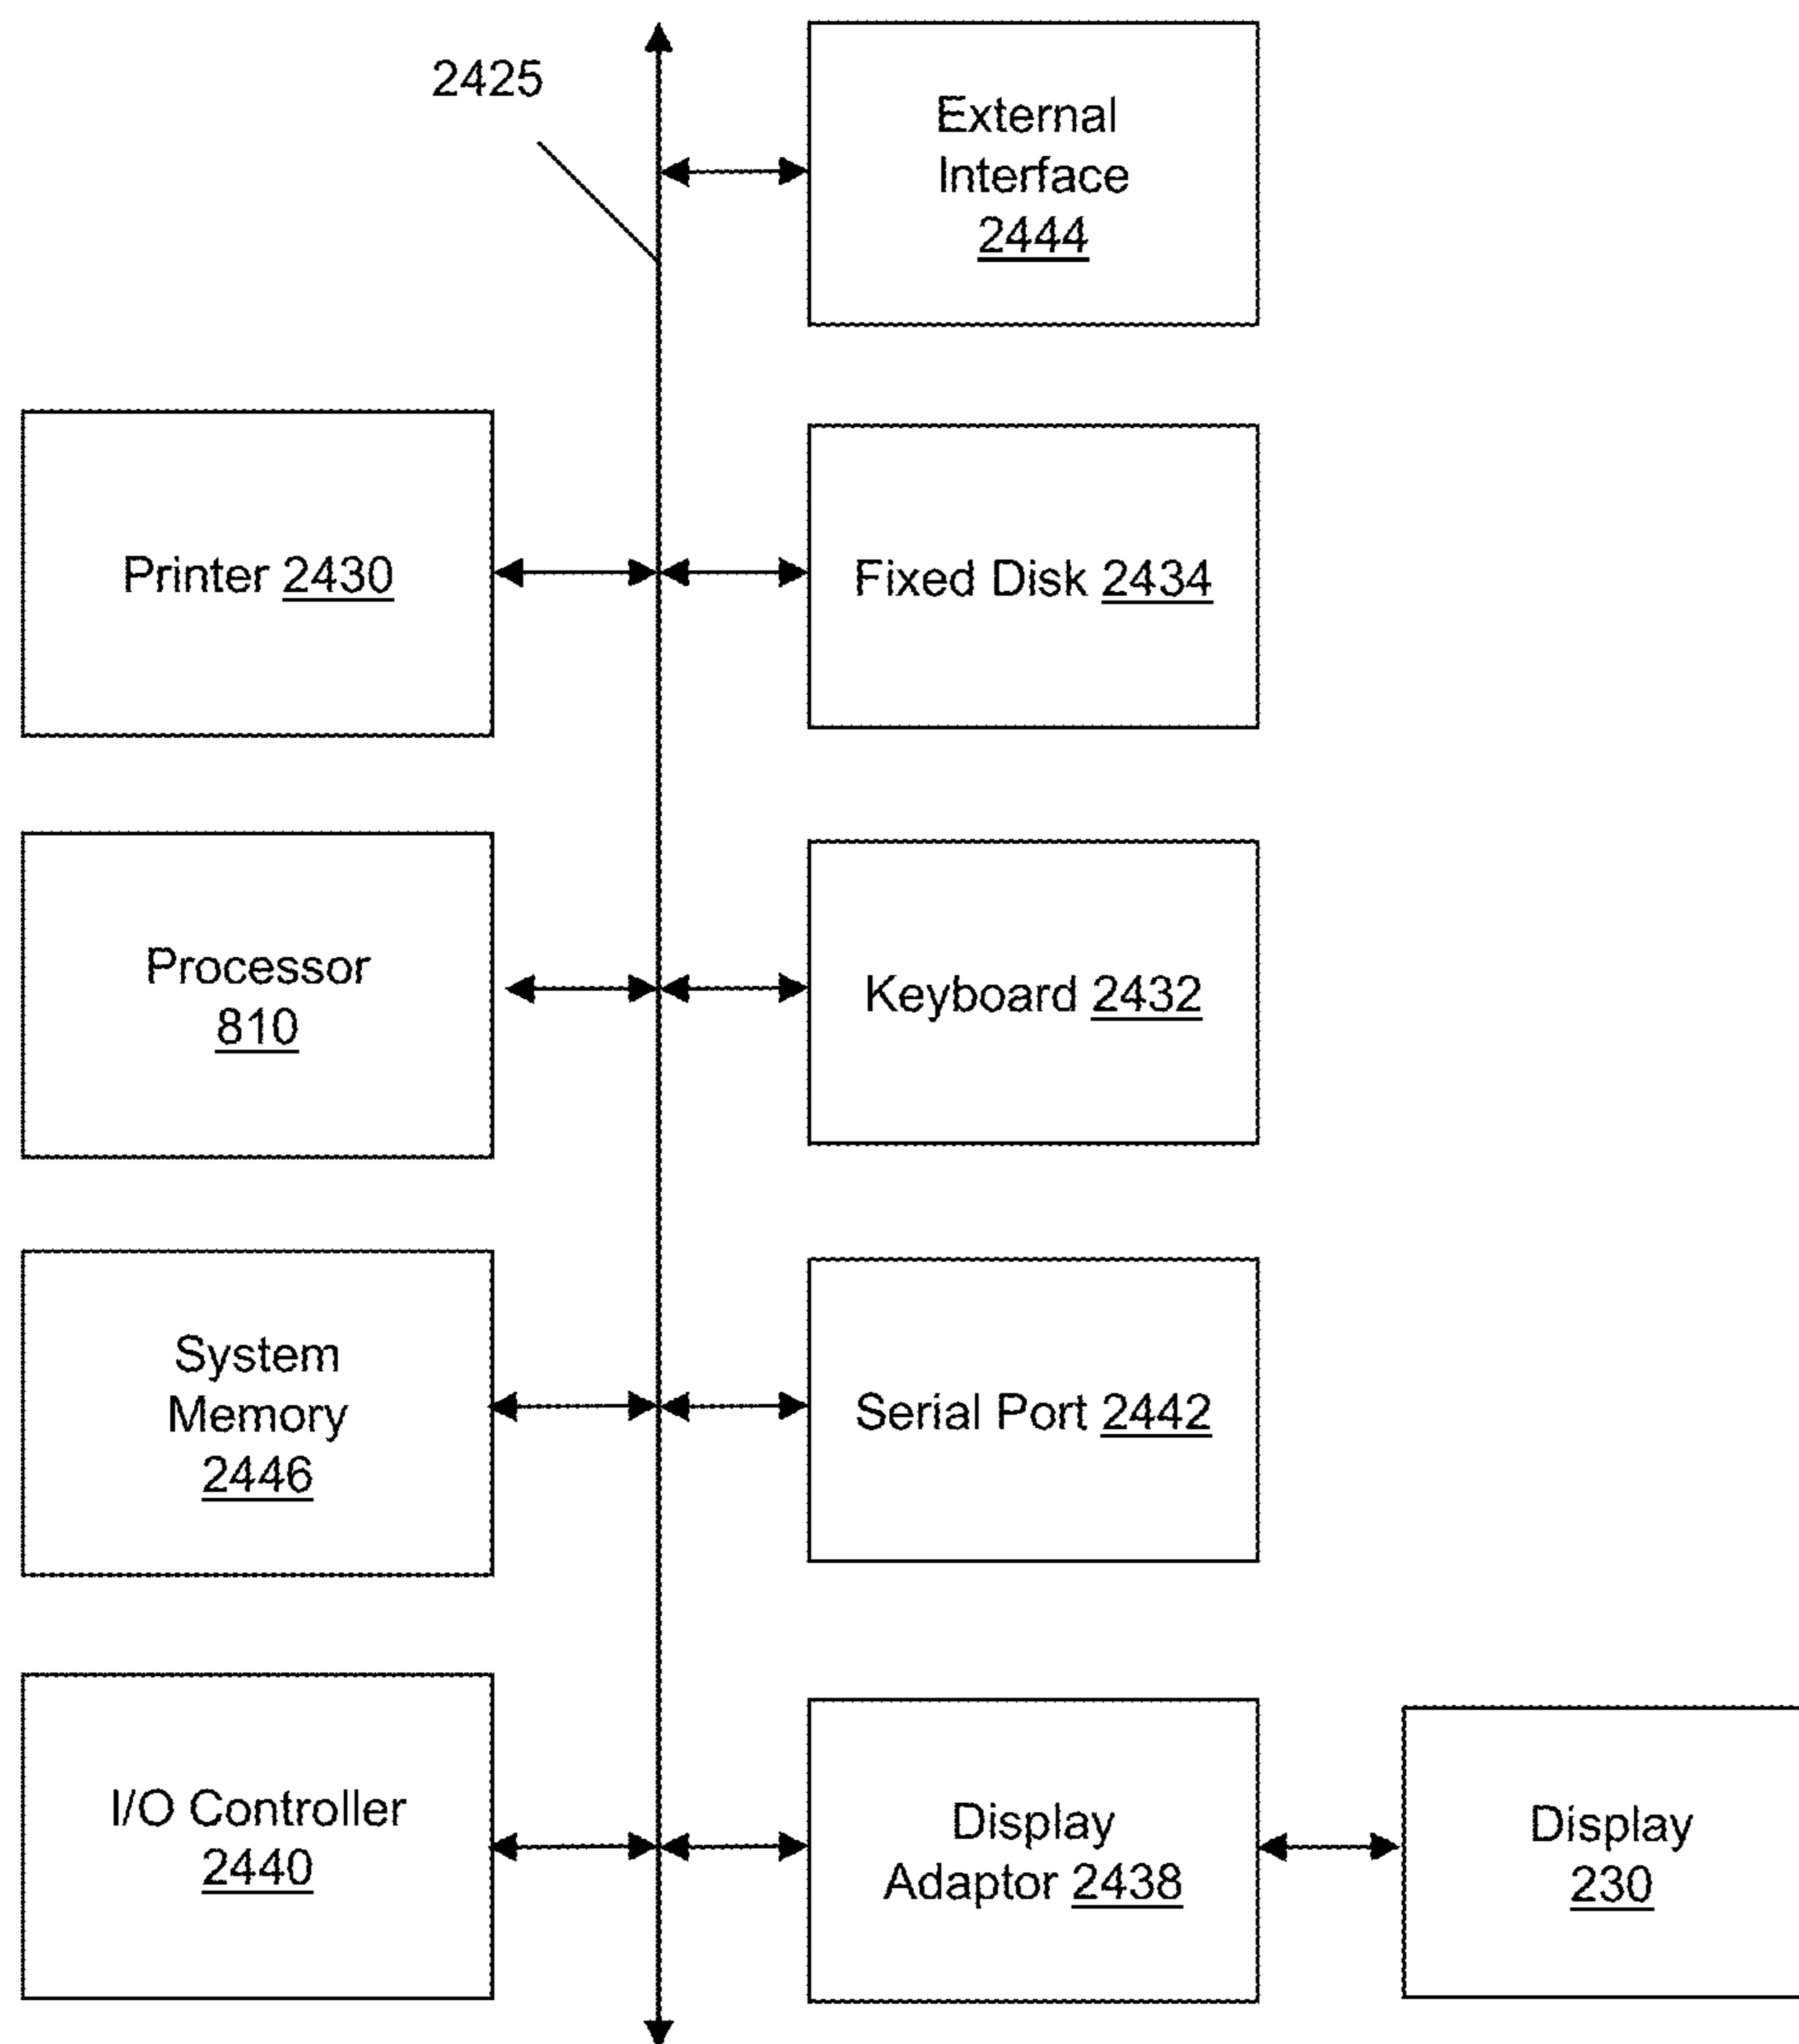 2425
External
Interface
2444
Printer 2430
Fixed Disk 2434
Processor
810
Keyboard 2432
System
Memory
2446
Serial Port 2442
I/O Controller
2440
Display
Adaptor 2438
Display
230